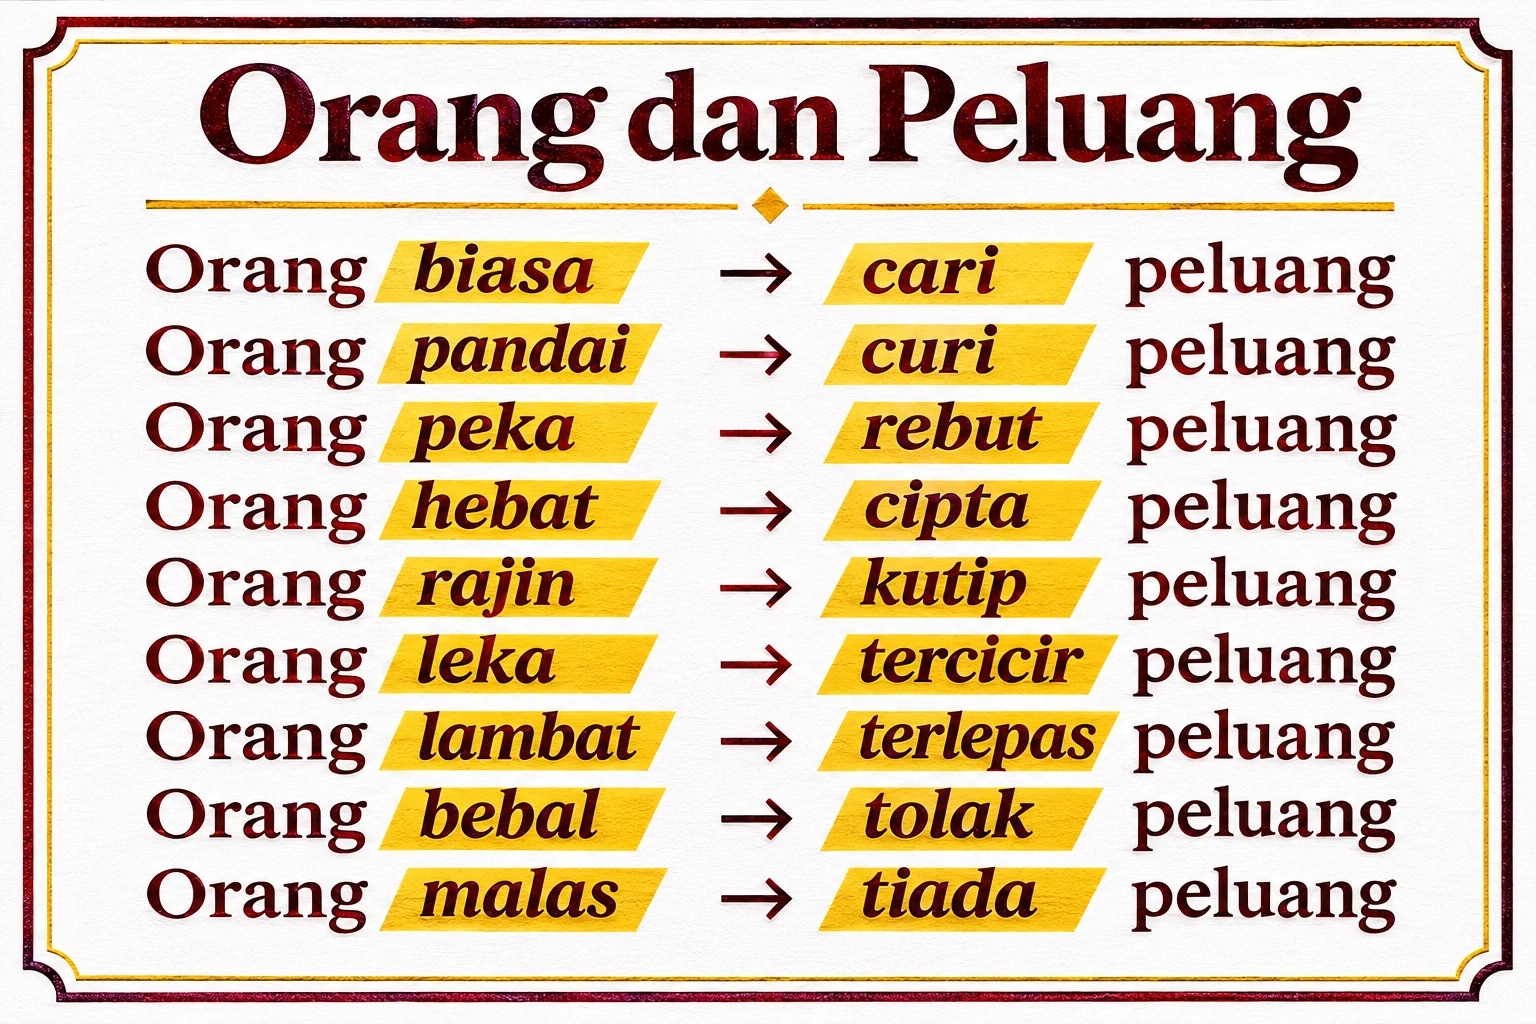 Orang dan Peluang
Orang biasa → cari peluang
Orang pandai → curi peluang
Orang peka → rebut peluang
Orang hebat → cipta peluang
Orang rajin → kutip peluang
Orang leka → tercicir peluang
Orang lambat → terlepas peluang
Orang bebal → tolak peluang
Orang malas → tiada peluang